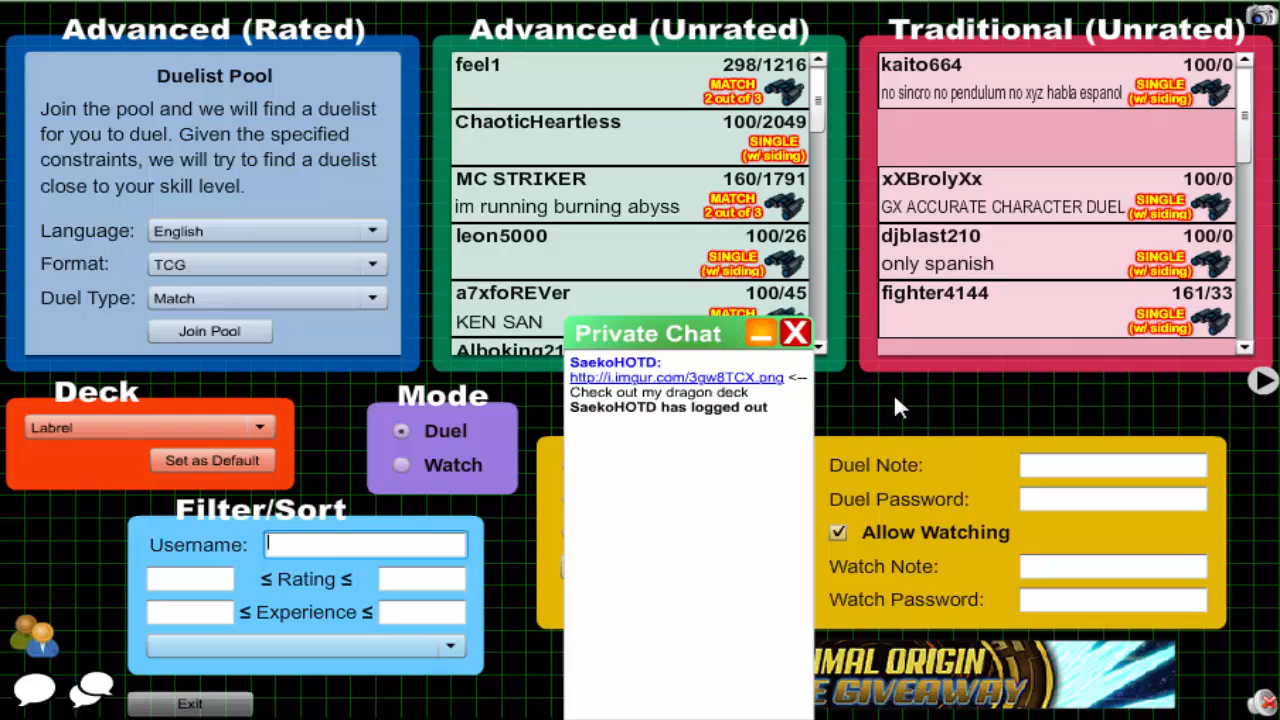 Advanced (Rated)
Duelist Pool
Join the pool and we will find a duelist
for you to duel. Given the specified
constraints, we will try to find a duelist
close to your skill level.
Language: English
Format: TCG
Duel Type: Match
Join Pool
Advanced (Unrated)
feel1 298/1216
MATCH
2 out of 3
ChaoticHeartless 100/2049
SINGLE
(w/ siding)
MC STRIKER 160/1791
im running burning abyss MATCH
2 out of 3
leon5000 100/26
SINGLE
(w/ siding)
a7xfoREVer 100/45
KEN SAN MATCH
Alboking21
Traditional (Unrated)
kaito664 100/0
no sincro no pendulum no xyz habla espanol SINGLE
(w/ siding)
xXBrolyXx 100/0
GX ACCURATE CHARACTER DUEL SINGLE
(w/ siding)
djblast210 100/0
only spanish SINGLE
(w/ siding)
fighter4144 161/33
SINGLE
(w/ siding)
Private Chat
SaekoHOTD:
http://i.imgur.com/3gw8TCX.png <--
Check out my dragon deck
SaekoHOTD has logged out
Deck
Labrel
Set as Default
Mode
Duel
Watch
Filter/Sort
Username:
≤ Rating ≤
≤ Experience ≤
Exit
Duel Note:
Duel Password:
Allow Watching
Watch Note:
Watch Password:
IMAL ORIGIN
E GIVEAWAY